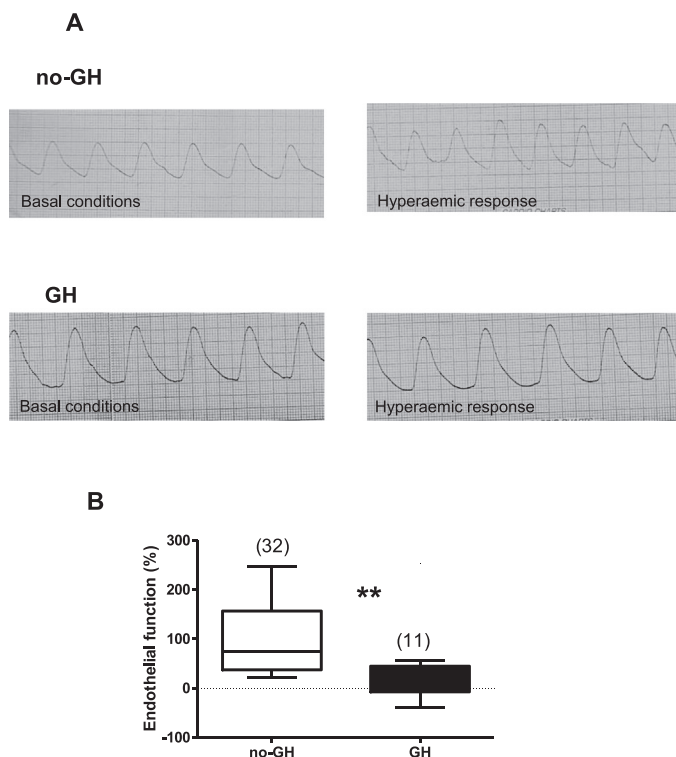 A
no-GH
Basal conditions
Hyperaemic response
GH
Basal conditions
Hyperaemic response
B
Endothelial function (%)
300
200
100
0
-100
(32)
**
(11)
no-GH
GH